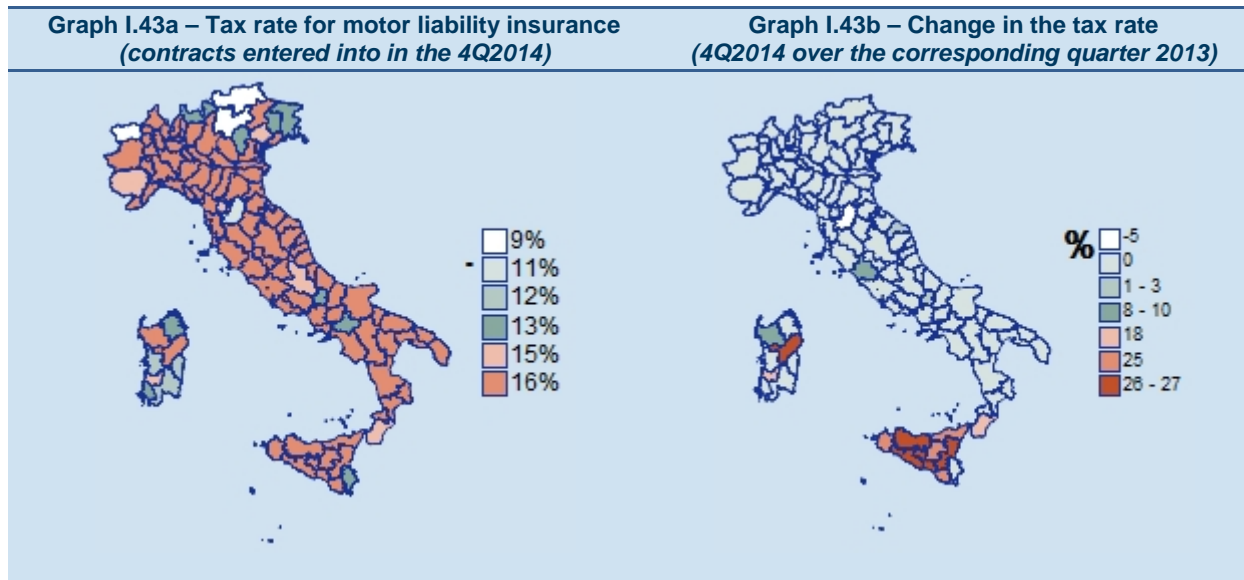 Graph I.43a – Tax rate for motor liability insurance
(contracts entered into in the 4Q2014)
Graph I.43b – Change in the tax rate
(4Q2014 over the corresponding quarter 2013)
-
9%
11%
12%
13%
15%
16%
%
-5
0
1 - 3
8 - 10
18
25
26 - 27